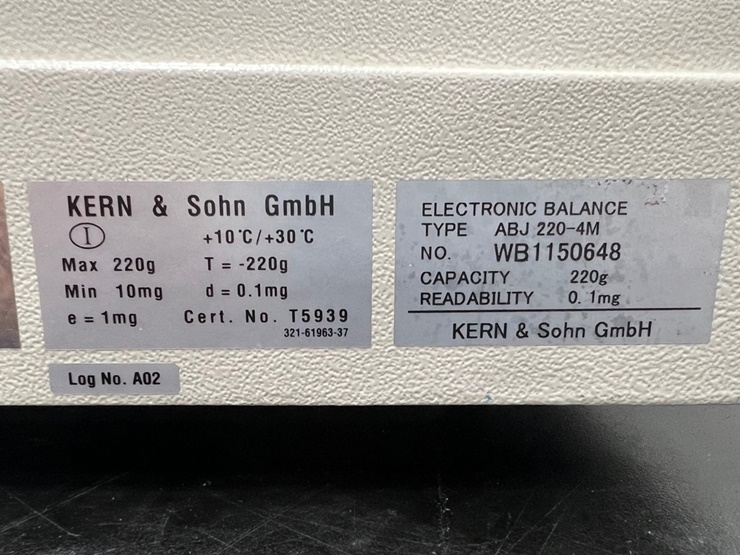 KERN & Sohn GmbH
I +10°C/+30°C
Max 220g T = -220g
Min 10mg d = 0.1mg
e = 1mg Cert. No. T5939
321-61963-37
Log No. A02
ELECTRONIC BALANCE
TYPE ABJ 220-4M
NO. WB1150648
CAPACITY 220g
READABILITY 0.1mg
KERN & Sohn GmbH